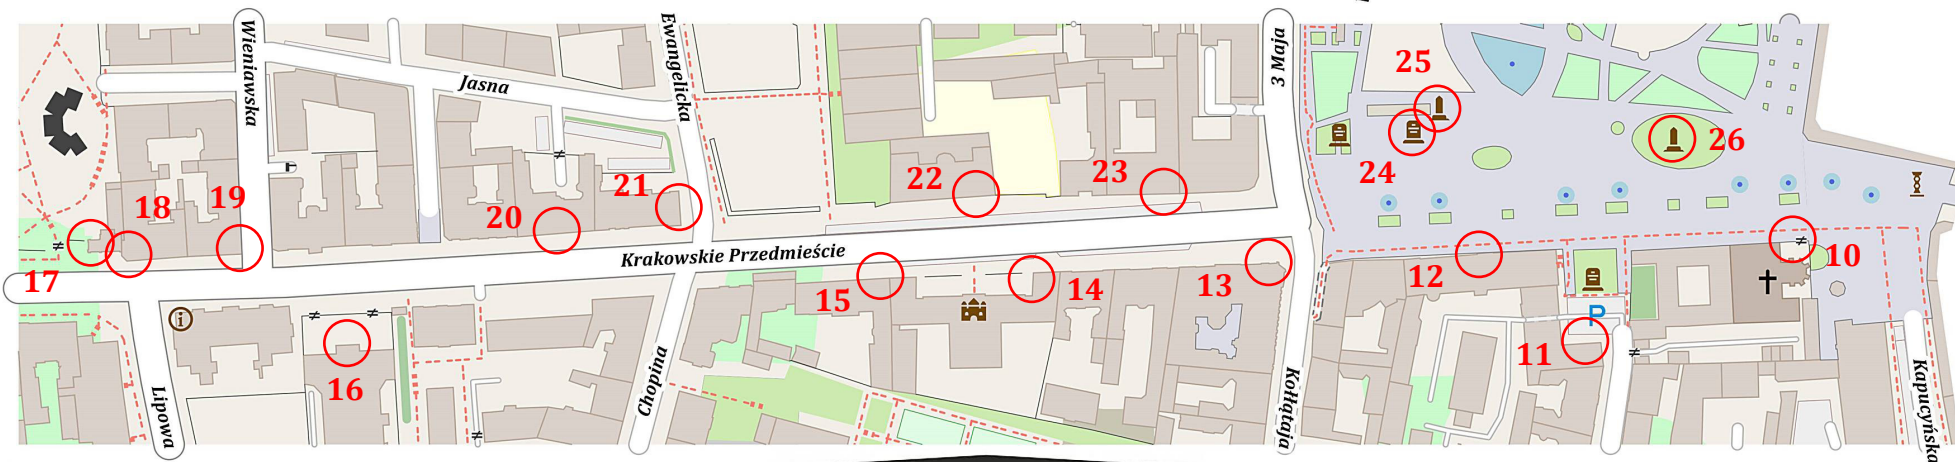 Wieniawska
Ewangelicka
3 Maja
Jasna
25
24
26
18
19
21
20
22
23
17
Krakowskie Przedmieście
15
14
13
12
10
11
P
16
i
Lipowa
Chopina
Kołłątaja
Kapucyńska